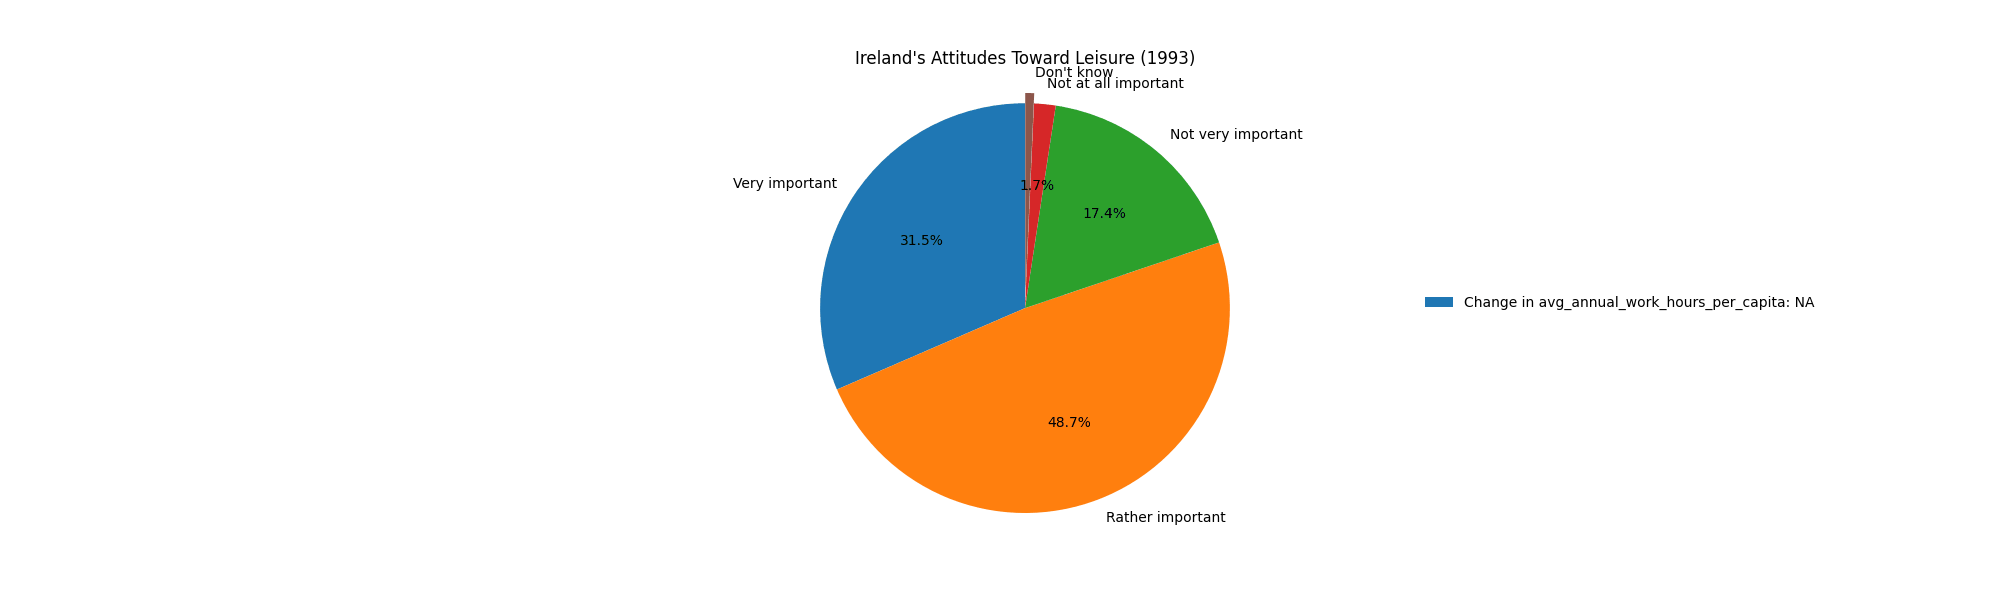 Ireland's Attitudes Toward Leisure (1993)
Don't know
Not at all important
Not very important
Very important
1.7%
17.4%
31.5%
Change in avg_annual_work_hours_per_capita: NA
48.7%
Rather important